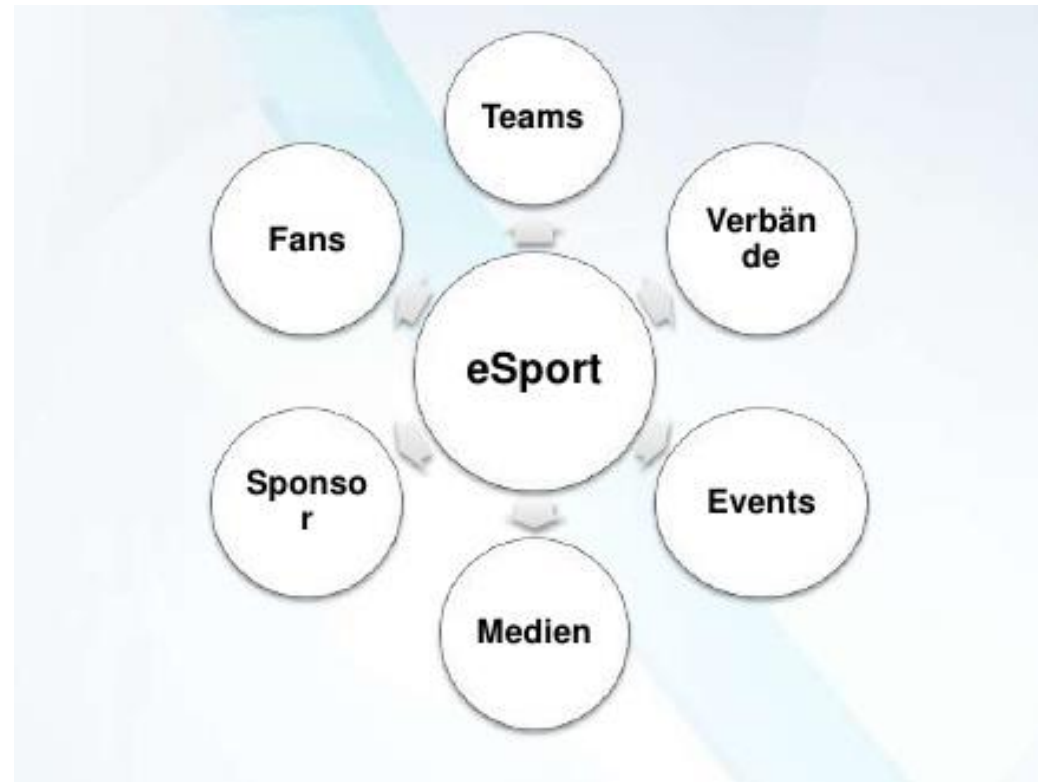 Teams
Fans
Verbän
de
eSport
Sponso
r
Events
Medien